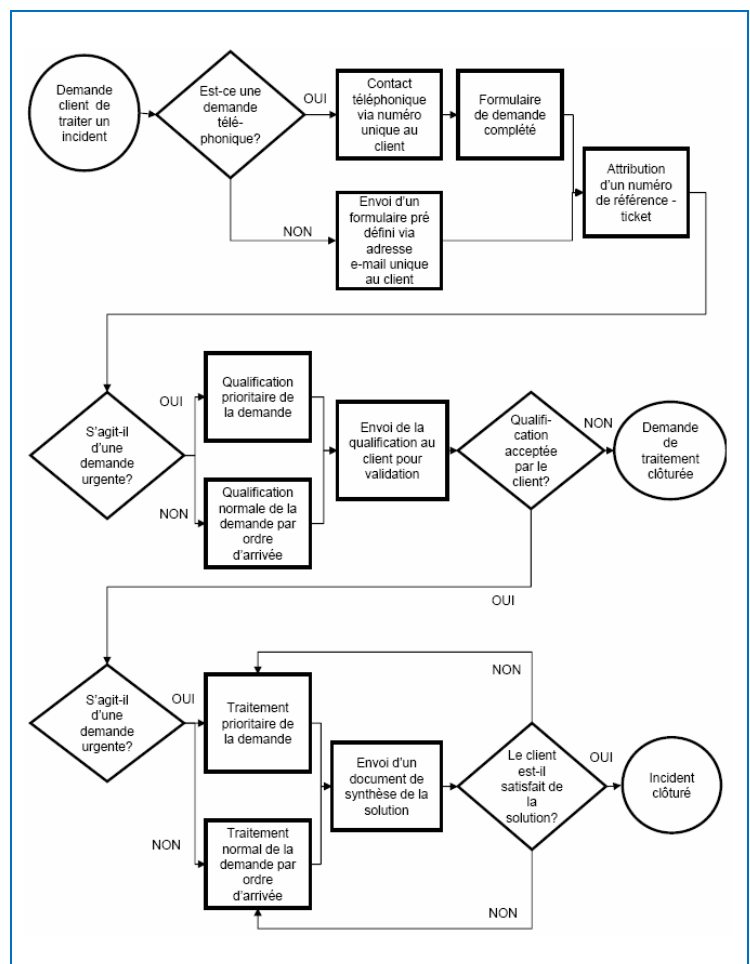 Demande
client de
traiter un
incident
Est-ce une
demande
télé-
phonique?
OUI
Contact
téléphonique
via numéro
unique au
client
Formulaire
de demande
complété
Attribution
d'un numéro
de référence -
ticket
NON
Envoi d'un
formulaire pré
défini via
adresse
e-mail unique
au client
S'agit-il
d'une
demande
urgente?
OUI
Qualification
prioritaire de
la demande
NON
Qualification
normale de la
demande par
ordre
d'arrivée
Envoi de la
qualification au
client pour
validation
Qualifi-
cation
acceptée
par le
client?
NON
Demande
de
traitement
clôturée
OUI
S'agit-il
d'une
demande
urgente?
OUI
Traitement
prioritaire de
la demande
NON
Traitement
normal de la
demande par
ordre
d'arrivée
Envoi d'un
document de
synthèse de la
solution
NON
Le client
est-il
satisfait de
la
solution?
OUI
Incident
clôturé
NON